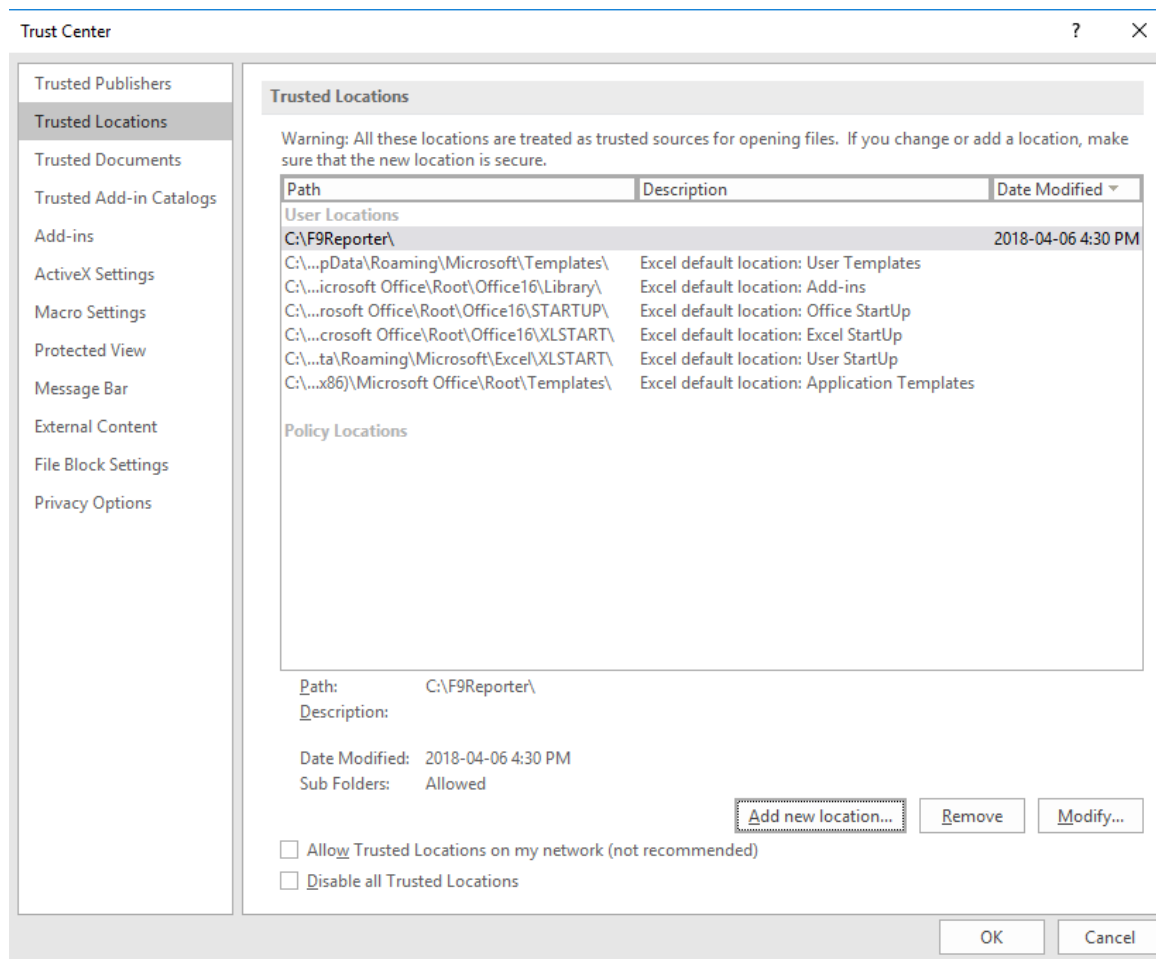 Trust Center
?
Trusted Publishers
Trusted Locations
Trusted Documents
Trusted Add-in Catalogs
Add-ins
ActiveX Settings
Macro Settings
Protected View
Message Bar
External Content
File Block Settings
Privacy Options
Trusted Locations
Warning: All these locations are treated as trusted sources for opening files. If you change or add a location, make
sure that the new location is secure.
Path Description Date Modified
User Locations
C:\F9Reporter\ 2018-04-06 4:30 PM
C:\...pData\Roaming\Microsoft\Templates\ Excel default location: User Templates
C:\...icrosoft Office\Root\Office16\Library\ Excel default location: Add-ins
C:\...rosoft Office\Root\Office16\STARTUP\ Excel default location: Office StartUp
C:\...crosoft Office\Root\Office16\XLSTART\ Excel default location: Excel StartUp
C:\...ta\Roaming\Microsoft\Excel\XLSTART\ Excel default location: User StartUp
C:\...x86)\Microsoft Office\Root\Templates\ Excel default location: Application Templates
Policy Locations
Path: C:\F9Reporter\
Description:
Date Modified: 2018-04-06 4:30 PM
Sub Folders: Allowed
Add new location... Remove Modify...
Allow Trusted Locations on my network (not recommended)
Disable all Trusted Locations
OK Cancel